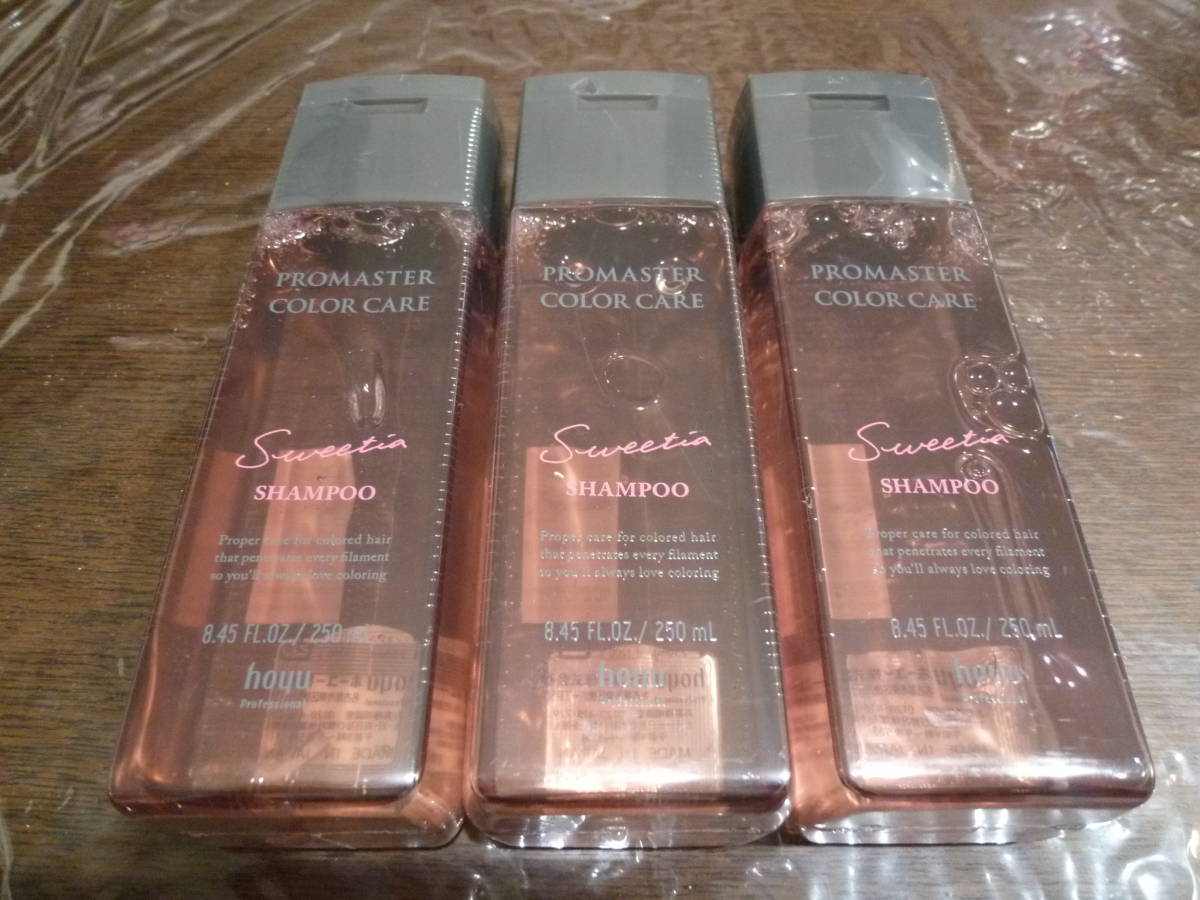 PROMASTER
COLOR CARE
Sweetia
SHAMPOO
Proper care for colored hair
that penetrates every filament
so you'll always love coloring
8.45 FL.OZ./ 250 mL
hoyu
Professional
PROMASTER
COLOR CARE
Sweetia
SHAMPOO
Proper care for colored hair
that penetrates every filament
so you'll always love coloring
8.45 FL.OZ./ 250 mL
hoyu
Professional
PROMASTER
COLOR CARE
Sweetia
SHAMPOO
Proper care for colored hair
that penetrates every filament
so you'll always love coloring
8.45 FL.OZ./ 250 mL
hoyu
Professional